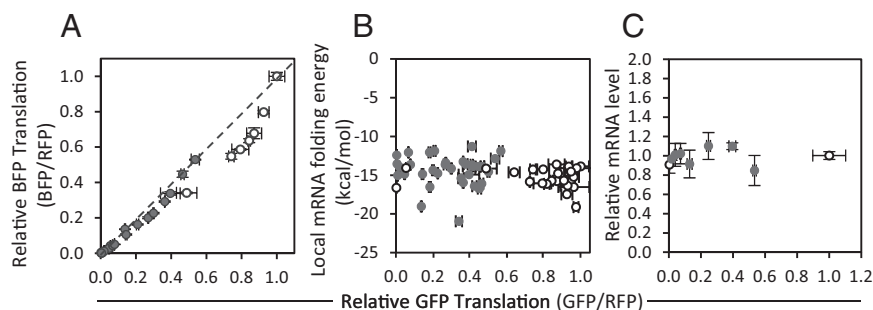 A
B
C
Relative BFP Translation
(BFP/RFP)
1.0
0.8
0.6
0.4
0.2
0.0
0.0 0.2 0.4 0.6 0.8 1.0
Local mRNA folding energy
(kcal/mol)
0
-5
-10
-15
-20
-25
0.0 0.2 0.4 0.6 0.8 1.0
Relative mRNA level
2.0
1.8
1.6
1.4
1.2
1.0
0.8
0.6
0.4
0.2
0.0
0 0.2 0.4 0.6 0.8 1.0 1.2
Relative GFP Translation (GFP/RFP)